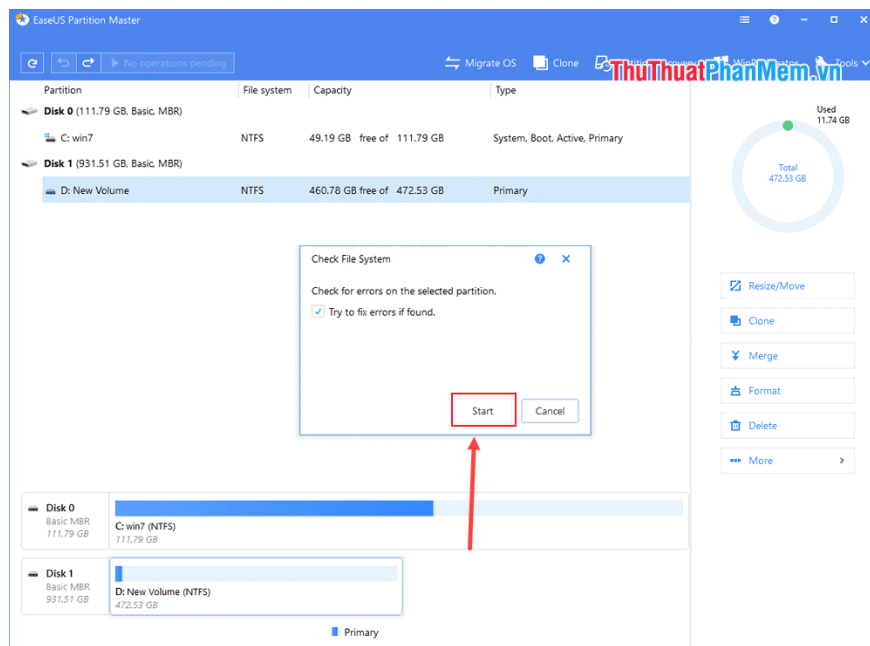 EaseUS Partition Master
No operations pending
Migrate OS Clone
Tools
ThuThuatPhanMem.vn
Partition File system Capacity Type
Disk 0 (111.79 GB, Basic, MBR)
C: win7 NTFS 49.19 GB free of 111.79 GB System, Boot, Active, Primary
Disk 1 (931.51 GB, Basic, MBR)
D: New Volume NTFS 460.78 GB free of 472.53 GB Primary
Used
11.74 GB
Total
472.53 GB
Check File System
Check for errors on the selected partition.
Try to fix errors if found.
Start Cancel
Resize/Move
Clone
Merge
Format
Delete
More
Disk 0
Basic MBR
111.79 GB
C: win7 (NTFS)
111.79 GB
Disk 1
Basic MBR
931.51 GB
D: New Volume (NTFS)
472.53 GB
Primary